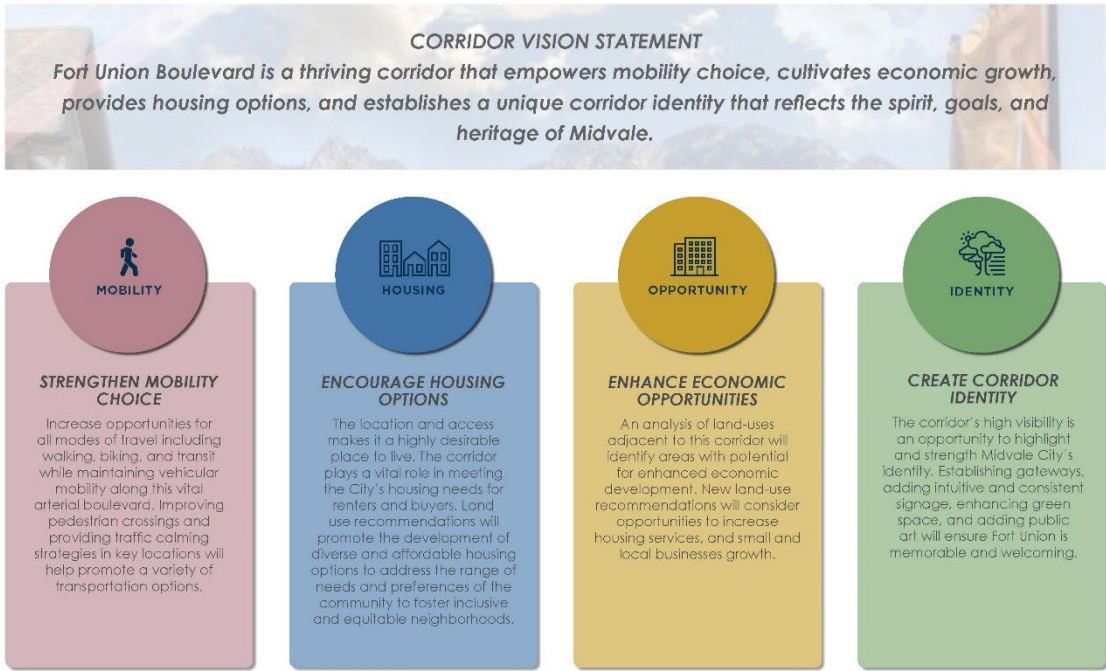 CORRIDOR VISION STATEMENT
Fort Union Boulevard is a thriving corridor that empowers mobility choice, cultivates economic growth,
provides housing options, and establishes a unique corridor identity that reflects the spirit, goals, and
heritage of Midvale.
MOBILITY
STRENGTHEN MOBILITY
CHOICE
Increase opportunities for
all modes of travel including
walking, biking, and transit
while maintaining vehicular
mobility along this vital
arterial boulevard. Improving
pedestrian crossings and
providing traffic calming
strategies in key locations will
help promote a variety of
transportation options.
HOUSING
ENCOURAGE HOUSING
OPTIONS
The location and access
makes it a highly desirable
place to live. The corridor
plays a vital role in meeting
the City's housing needs for
renters and buyers. Land
use recommendations will
promote the development of
diverse and affordable housing
options to address the range of
needs and preferences of the
community to foster inclusive
and equitable neighborhoods.
OPPORTUNITY
ENHANCE ECONOMIC
OPPORTUNITIES
An analysis of land-uses
adjacent to this corridor will
identify areas with potential
for enhanced economic
development. New land-use
recommendations will consider
opportunities to increase
housing services, and small and
local businesses growth.
IDENTITY
CREATE CORRIDOR
IDENTITY
The corridor's high visibility is
an opportunity to highlight
and strength Midvale City's
identity. Establishing gateways,
adding intuitive and consistent
signage, enhancing green
space, and adding public
art will ensure Fort Union is
memorable and welcoming.